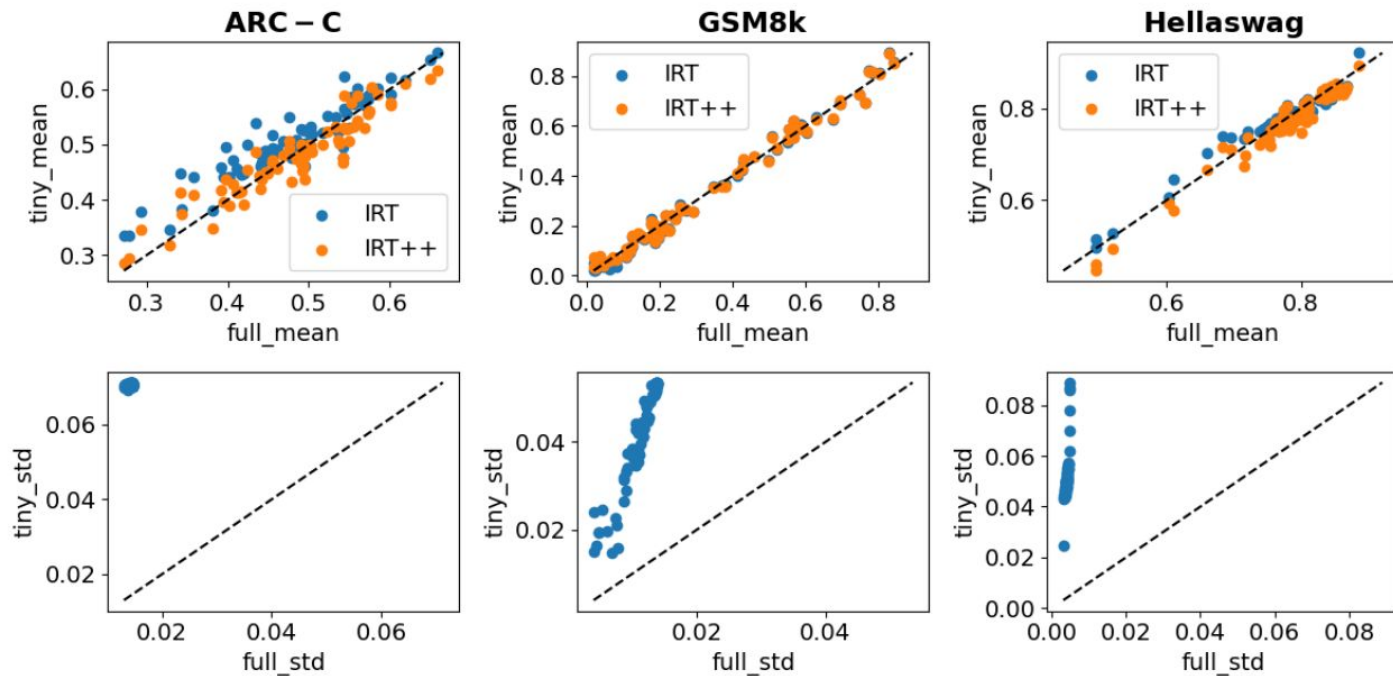 ARC – C
0.6
0.5
0.4
0.3
tiny_mean
IRT
IRT++
0.3 0.4 0.5 0.6
full_mean
GSM8k
0.8
0.6
0.4
0.2
0.0
tiny_mean
IRT
IRT++
0.0 0.2 0.4 0.6 0.8
full_mean
Hellaswag
0.8
0.6
tiny_mean
IRT
IRT++
0.6 0.8
full_mean
0.06
0.04
0.02
tiny_std
0.02 0.04 0.06
full_std
0.04
0.02
tiny_std
0.02 0.04
full_std
0.08
0.06
0.04
0.02
0.00
tiny_std
0.00 0.02 0.04 0.06 0.08
full_std